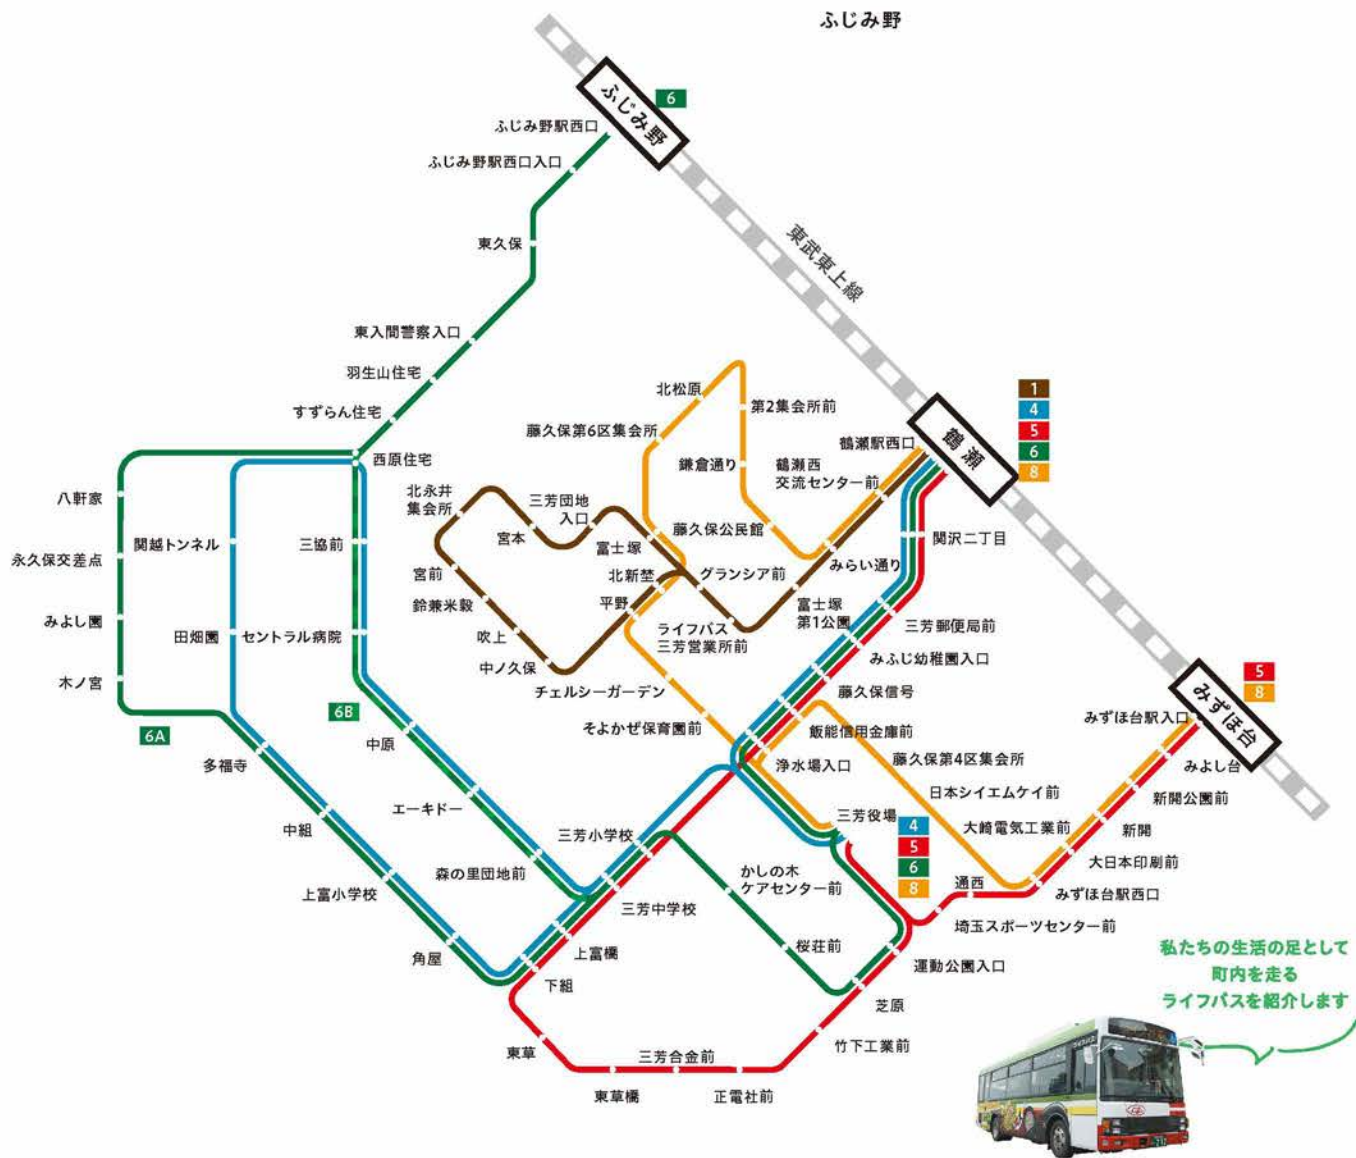 ふじみ野
ふじみ野
6
ふじみ野駅西口
ふじみ野駅西口入口
東久保
東武東上線
東入間警察入口
羽生山住宅
すずらん住宅
西原住宅
北松原
第2集会所前
藤久保第6区集会所
鎌倉通り
鶴瀬西
交流センター前
鶴瀬駅西口
鶴瀬
1
4
5
6
8
八軒家
永久保交差点
みよし園
木ノ宮
6A
関越トンネル
田畑園
三協前
セントラル病院
6B
北永井
集会所
宮本
三芳団地
入口
富士塚
藤久保公民館
みらい通り
関沢二丁目
宮前
鈴兼米穀
吹上
中ノ久保
北新埜
平野
グランシア前
ライフバス
三芳営業所前
富士塚
第1公園
三芳郵便局前
みふじ幼稚園入口
藤久保信号
チェルシーガーデン
そよかぜ保育園前
飯能信用金庫前
浄水場入口
藤久保第4区集会所
日本シイエムケイ前
大崎電気工業前
5
8
みずほ台
みずほ台駅入口
みよし台
新開公園前
新開
大日本印刷前
みずほ台駅西口
通西
埼玉スポーツセンター前
三芳役場
4
5
6
8
多福寺
中組
上富小学校
角屋
中原
エーキドー
森の里団地前
三芳小学校
三芳中学校
上富橋
下組
かしの木
ケアセンター前
桜荘前
運動公園入口
芝原
竹下工業前
東草
東草橋
三芳合金前
正電社前
私たちの生活の足として
町内を走る
ライフバスを紹介します